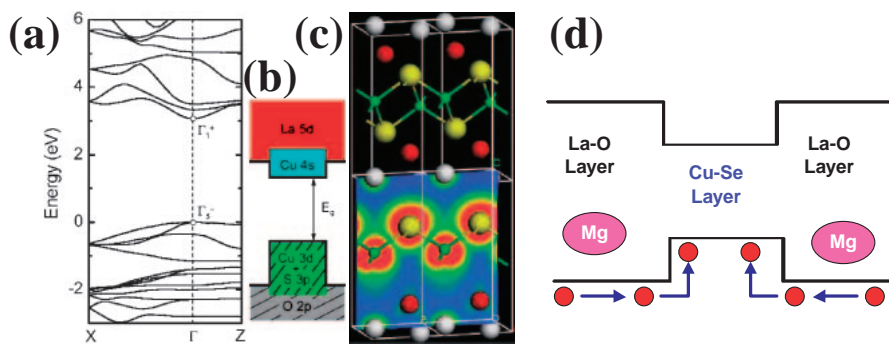 (a)
6
4
2
0
-2
Energy (eV)
X
Γ
Z
Γ₁⁺
Γ₅⁻
(b)
La 5d
Cu 4s
E_g
Cu 3d
S 3p
O 2p
(c)
(d)
La-O
Layer
Cu-Se
Layer
La-O
Layer
Mg
Mg